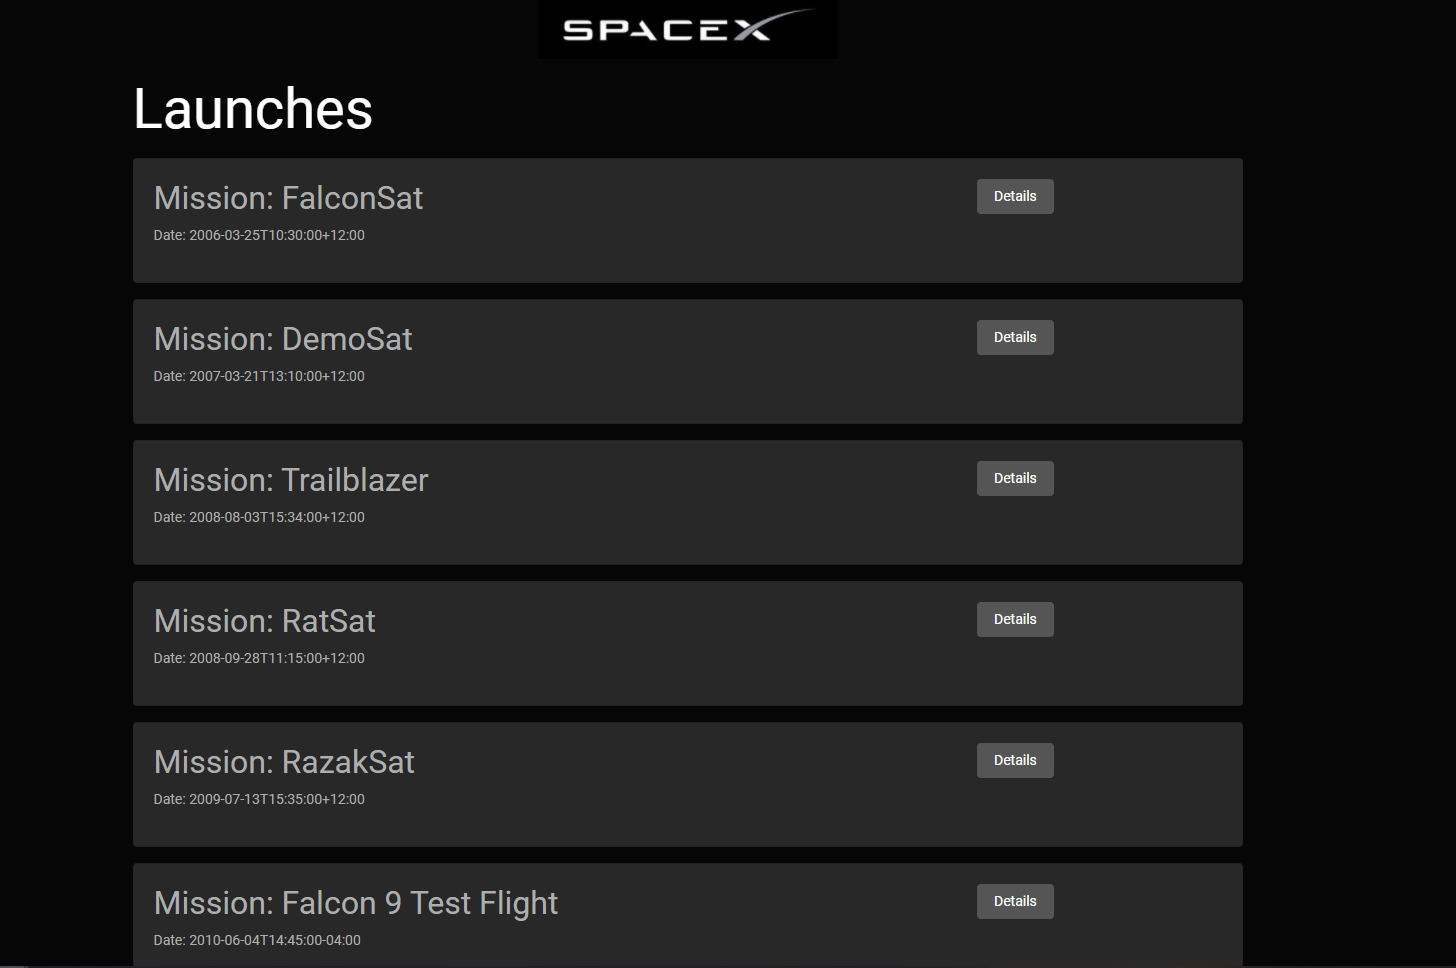 SPACEX
Launches
Mission: FalconSat
Details
Date: 2006-03-25T10:30:00+12:00
Mission: DemoSat
Details
Date: 2007-03-21T13:10:00+12:00
Mission: Trailblazer
Details
Date: 2008-08-03T15:34:00+12:00
Mission: RatSat
Details
Date: 2008-09-28T11:15:00+12:00
Mission: RazakSat
Details
Date: 2009-07-13T15:35:00+12:00
Mission: Falcon 9 Test Flight
Details
Date: 2010-06-04T14:45:00-04:00